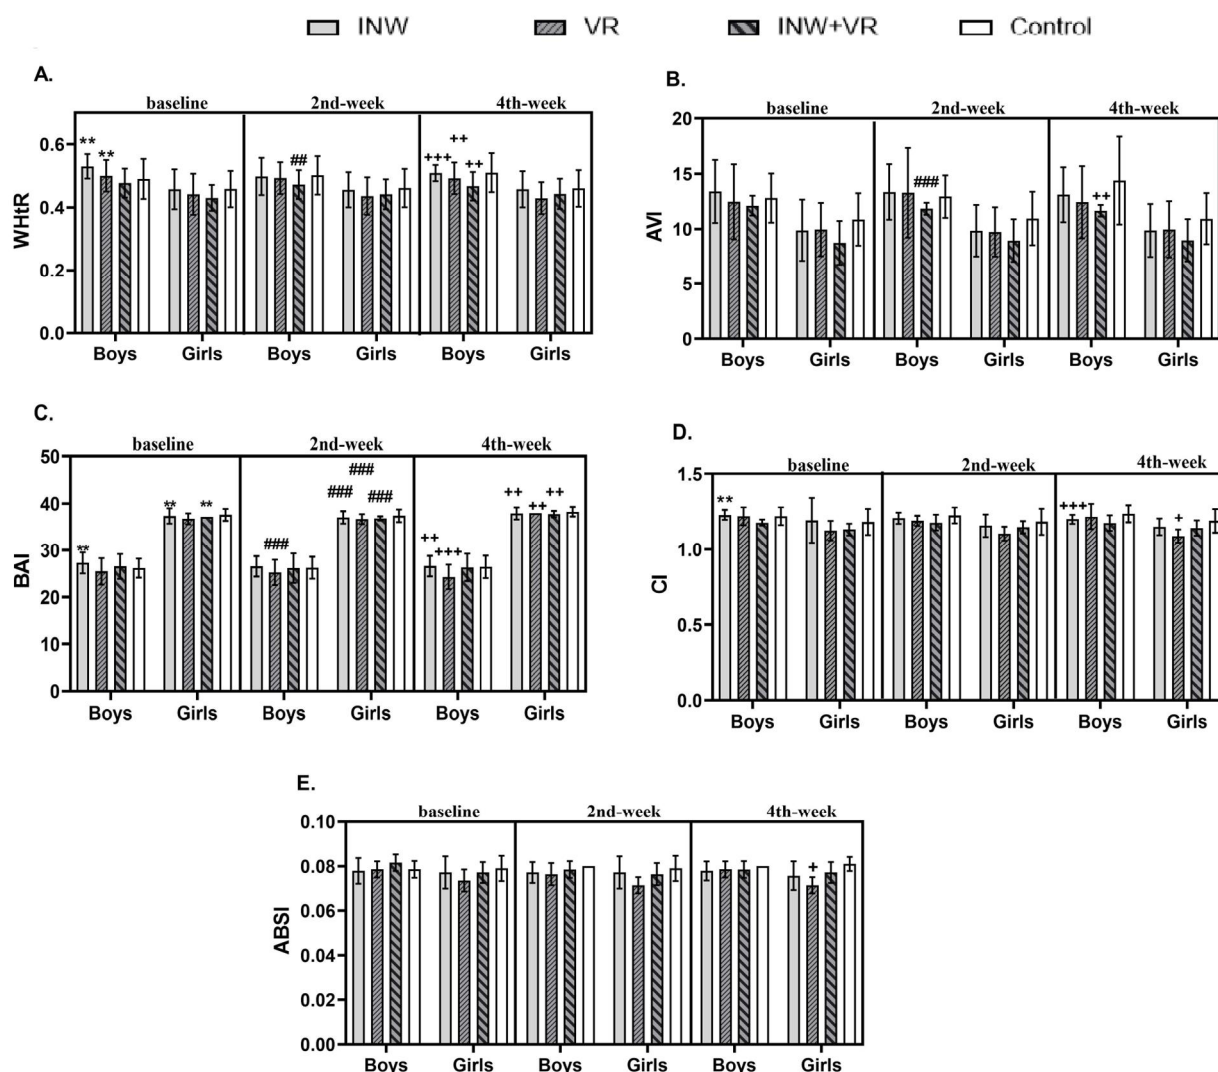 INW VR INW+VR Control
A.
baseline 2nd-week 4th-week
WHtR
0.6
0.4
0.2
0.0
** ** ## +++ ++ ++
Boys Girls Boys Girls Boys Girls
B.
baseline 2nd-week 4th-week
AVI
20
15
10
5
0
### ++
Boys Girls Boys Girls Boys Girls
C.
baseline 2nd-week 4th-week
BAI
50
40
30
20
10
0
** ** ** ### ### ### ### ++ +++ ++ ++ ++
Boys Girls Boys Girls Boys Girls
D.
baseline 2nd-week 4th-week
CI
1.5
1.0
0.5
0.0
** +++ +
Boys Girls Boys Girls Boys Girls
E.
baseline 2nd-week 4th-week
ABSI
0.10
0.08
0.06
0.04
0.02
0.00
+
Boys Girls Boys Girls Boys Girls